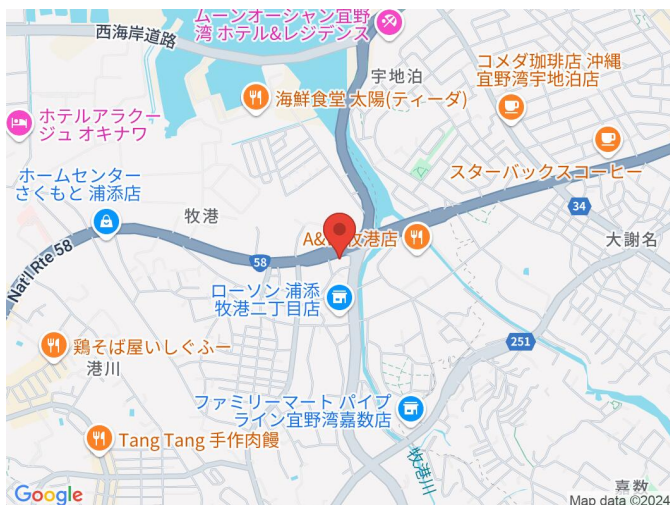 ムーンオーシャン宜野
湾 ホテル&レジデンス
西海岸道路
宇地泊
コメダ珈琲店 沖縄
宜野湾宇地泊店
海鮮食堂 太陽(ティーダ)
ホテルアラクー
ジュ オキナワ
スターバックスコーヒー
ホームセンター
さくもと 浦添店
牧港
34
大謝名
A&
牧港店
58
Nat'l Rte 58
ローソン 浦添
牧港二丁目店
251
鶏そば屋いしぐふー
港川
ファミリーマート パイプ
ライン宜野湾嘉数店
Tang Tang 手作肉饅
牧港川
嘉数
Google
Map data ©2024